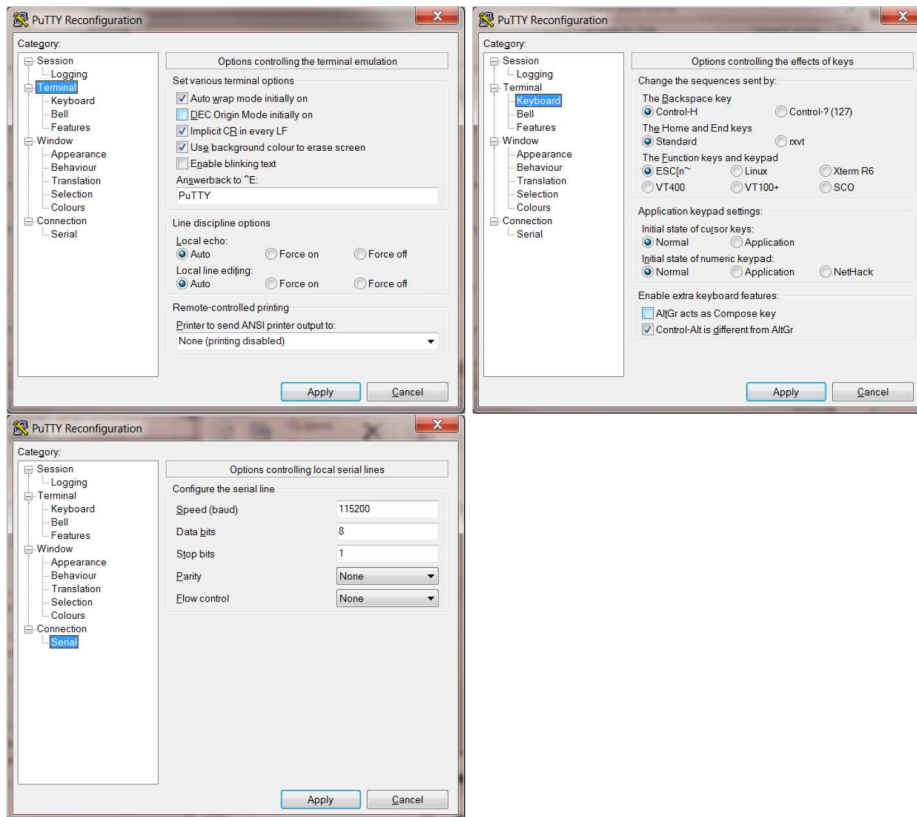 PuTTY Reconfiguration
Category:
Session
Logging
Terminal
Keyboard
Bell
Features
Window
Appearance
Behaviour
Translation
Selection
Colours
Connection
Serial
Options controlling the terminal emulation
Set various terminal options
Auto wrap mode initially on
DEC Origin Mode initially on
Implicit CR in every LF
Use background colour to erase screen
Enable blinking text
Answerback to ^E:
PuTTY
Line discipline options
Local echo:
Auto Force on Force off
Local line editing:
Auto Force on Force off
Remote-controlled printing
Printer to send ANSI printer output to:
None (printing disabled)
Apply Cancel
PuTTY Reconfiguration
Category:
Session
Logging
Terminal
Keyboard
Bell
Features
Window
Appearance
Behaviour
Translation
Selection
Colours
Connection
Serial
Options controlling the effects of keys
Change the sequences sent by:
The Backspace key
Control-H Control-? (127)
The Home and End keys
Standard rxvt
The Function keys and keypad
ESC[n~ Linux Xterm R6
VT400 VT100+ SCO
Application keypad settings:
Initial state of cursor keys:
Normal Application
Initial state of numeric keypad:
Normal Application NetHack
Enable extra keyboard features:
AltGr acts as Compose key
Control-Alt is different from AltGr
Apply Cancel
PuTTY Reconfiguration
Category:
Session
Logging
Terminal
Keyboard
Bell
Features
Window
Appearance
Behaviour
Translation
Selection
Colours
Connection
Serial
Options controlling local serial lines
Configure the serial line
Speed (baud) 115200
Data bits 8
Stop bits 1
Parity None
Flow control None
Apply Cancel